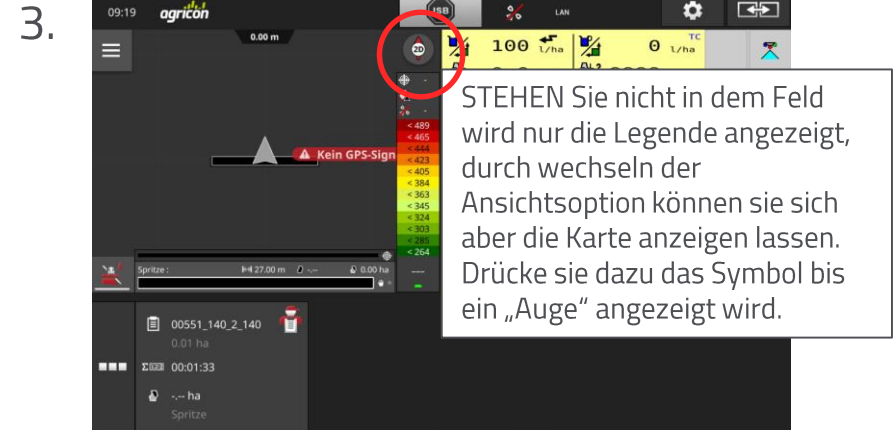 3.
09:19 agricon ISB LAN
0.00 m
2D
100 l/ha
0 l/ha
TC
-
-
Kein GPS-Sign
< 489
< 465
< 444
< 423
< 405
< 384
< 363
< 345
< 324
< 303
< 285
< 264
Spritze : 27.00 m -.-- 0.00 ha
---
00551_140_2_140
0.01 ha
00:01:33
-.-- ha
Spritze
STEHEN Sie nicht in dem Feld
wird nur die Legende angezeigt,
durch wechseln der
Ansichtsoption können sie sich
aber die Karte anzeigen lassen.
Drücke sie dazu das Symbol bis
ein „Auge“ angezeigt wird.